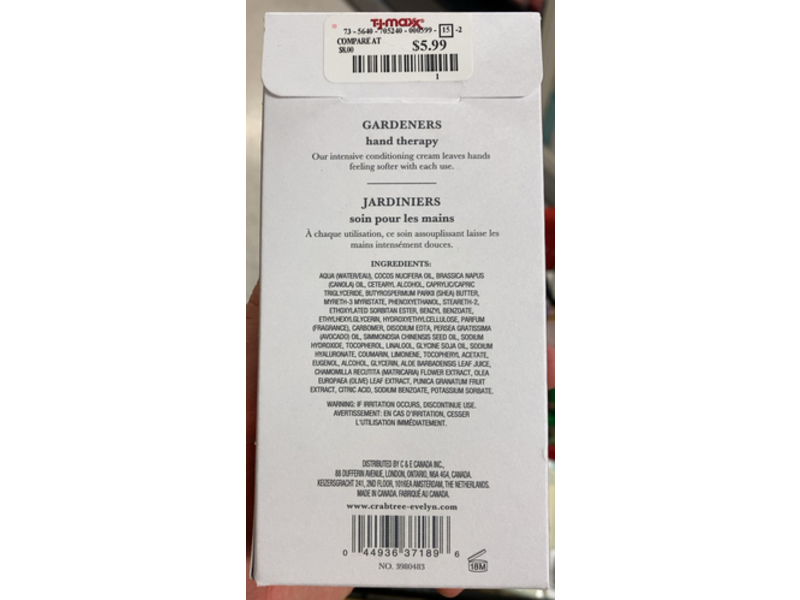 T·J·maxx®
73 - 5640 - 705240 - 000599 - 15 -2
COMPARE AT
$8.00
$5.99
1
GARDENERS
hand therapy
Our intensive conditioning cream leaves hands
feeling softer with each use.
JARDINIERS
soin pour les mains
À chaque utilisation, ce soin assouplissant laisse les
mains intensément douces.
INGREDIENTS:
AQUA (WATER/EAU), COCOS NUCIFERA OIL, BRASSICA NAPUS
(CANOLA) OIL, CETEARYL ALCOHOL, CAPRYLIC/CAPRIC
TRIGLYCERIDE, BUTYROSPERMUM PARKII (SHEA) BUTTER,
MYRETH-3 MYRISTATE, PHENOXYETHANOL, STEARETH-2,
ETHOXYLATED SORBITAN ESTER, BENZYL BENZOATE,
ETHYLHEXYLGLYCERIN, HYDROXYETHYLCELLULOSE, PARFUM
(FRAGRANCE), CARBOMER, DISODIUM EDTA, PERSEA GRATISSIMA
(AVOCADO) OIL, SIMMONDSIA CHINENSIS SEED OIL, SODIUM
HYDROXIDE, TOCOPHEROL, LINALOOL, GLYCINE SOJA OIL, SODIUM
HYALURONATE, COUMARIN, LIMONENE, TOCOPHERYL ACETATE,
EUGENOL, ALCOHOL, GLYCERIN, ALOE BARBADENSIS LEAF JUICE,
CHAMOMILLA RECUTITA (MATRICARIA) FLOWER EXTRACT, OLEA
EUROPAEA (OLIVE) LEAF EXTRACT, PUNICA GRANATUM FRUIT
EXTRACT, CITRIC ACID, SODIUM BENZOATE, POTASSIUM SORBATE.
WARNING: IF IRRITATION OCCURS, DISCONTINUE USE.
AVERTISSEMENT: EN CAS D'IRRITATION, CESSER
L'UTILISATION IMMÉDIATEMENT.
DISTRIBUTED BY C & E CANADA INC.,
88 DUFFERIN AVENUE, LONDON, ONTARIO, N6A 4G4, CANADA.
KEIZERSGRACHT 241, 2ND FLOOR, 1016EA AMSTERDAM, THE NETHERLANDS.
MADE IN CANADA. FABRIQUÉ AU CANADA.
www.crabtree-evelyn.com
0 44936 37189 6
NO. 3980483
18M